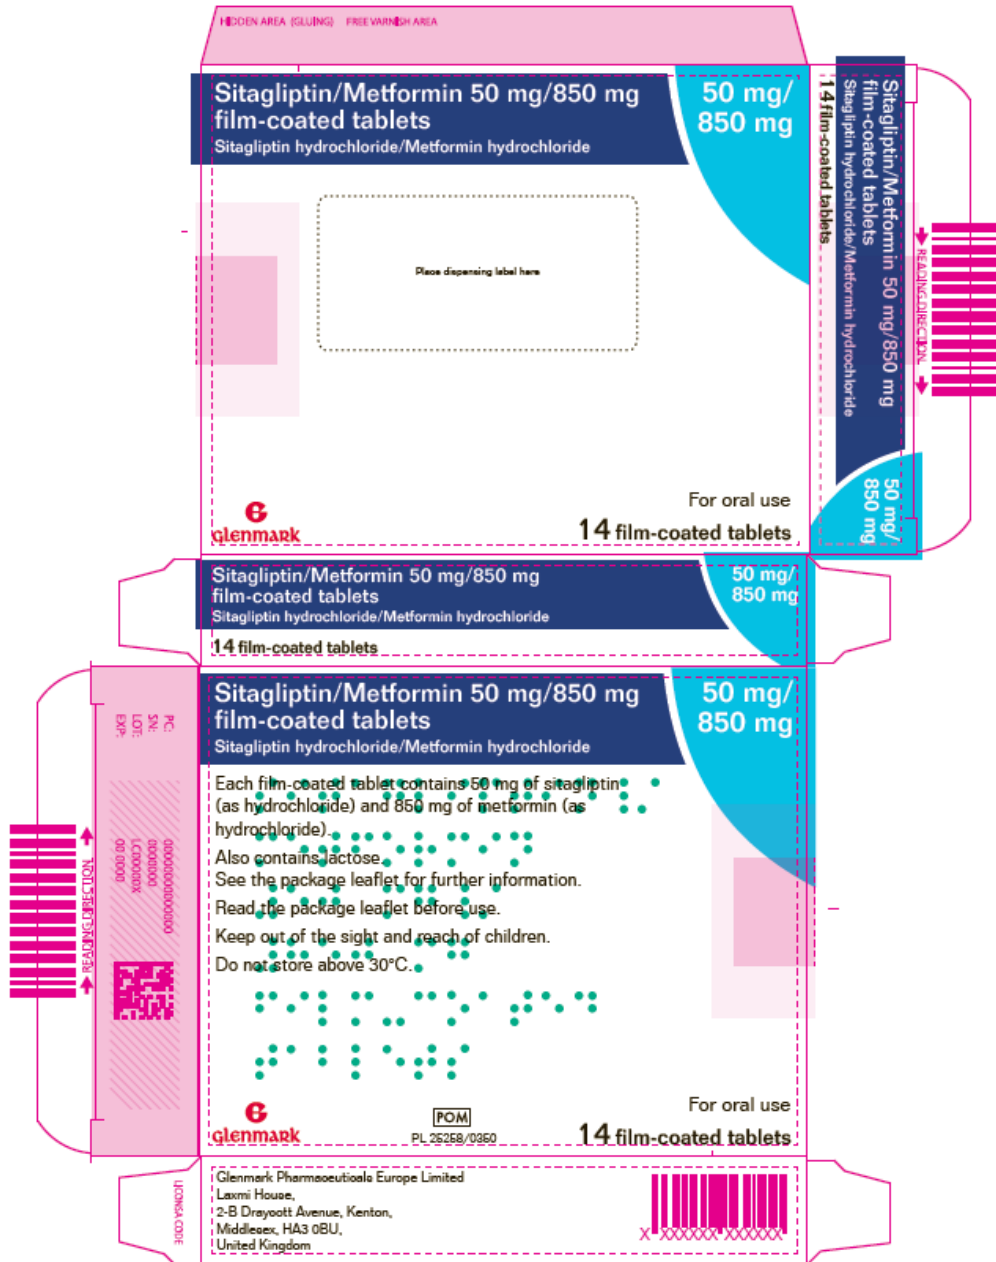 HIDDEN AREA (GLUING) FREE VARNISH AREA
Sitagliptin/Metformin 50 mg/850 mg
film-coated tablets
Sitagliptin hydrochloride/Metformin hydrochloride
50 mg/
850 mg
Place dispensing label here
For oral use
14 film-coated tablets
Glenmark
Sitagliptin/Metformin 50 mg/850 mg
film-coated tablets
Sitagliptin hydrochloride/Metformin hydrochloride
14 film-coated tablets
50 mg/
850 mg
READING DIRECTION
Sitagliptin/Metformin 50 mg/850 mg
film-coated tablets
Sitagliptin hydrochloride/Metformin hydrochloride
50 mg/
850 mg
14 film-coated tablets
Sitagliptin/Metformin 50 mg/850 mg
film-coated tablets
Sitagliptin hydrochloride/Metformin hydrochloride
50 mg/
850 mg
Each film-coated tablet contains 50 mg of sitagliptin
(as hydrochloride) and 850 mg of metformin (as
hydrochloride).
Also contains lactose.
See the package leaflet for further information.
Read the package leaflet before use.
Keep out of the sight and reach of children.
Do not store above 30°C.
Glenmark
POM
PL 25258/0350
For oral use
14 film-coated tablets
PC: 00000000000000
SN: 0000000
LOT: LC00000X
EXP: 00 0000
READING DIRECTION
LICONSA CODE
Glenmark Pharmaceuticals Europe Limited
Laxmi House,
2-B Draycott Avenue, Kenton,
Middlesex, HA3 0BU,
United Kingdom
X XXXXXX XXXXXX